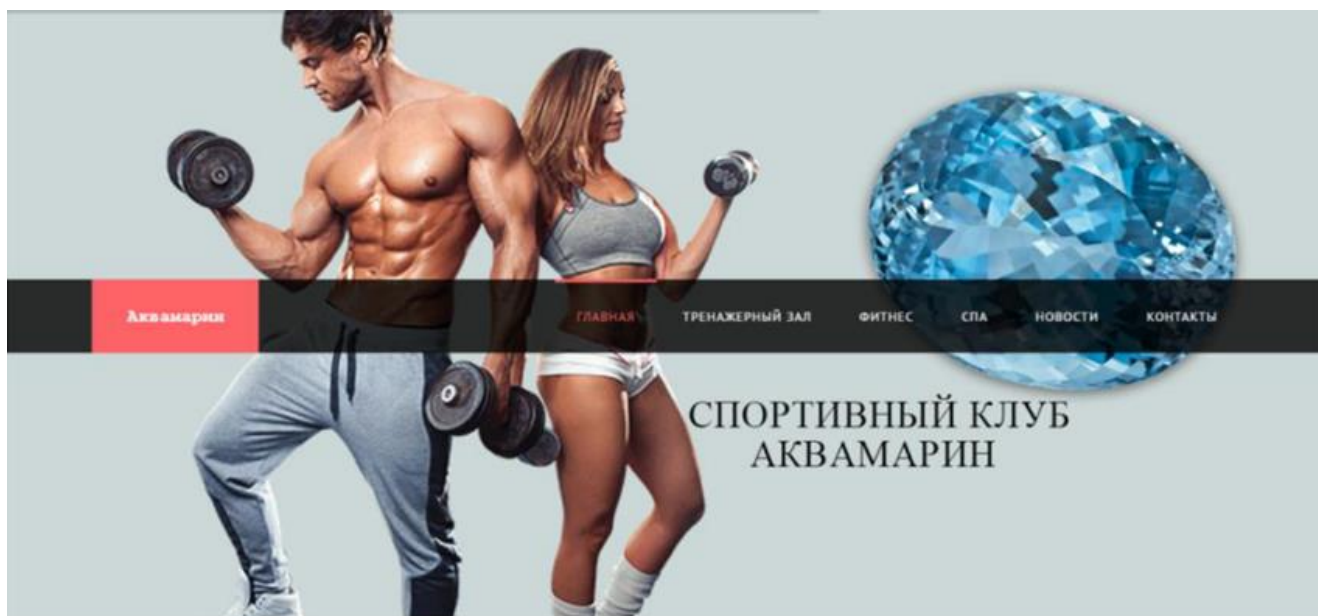 Аквамарин
ГЛАВНАЯ ТРЕНАЖЕРНЫЙ ЗАЛ ФИТНЕС СПА НОВОСТИ КОНТАКТЫ
СПОРТИВНЫЙ КЛУБ
АКВАМАРИН